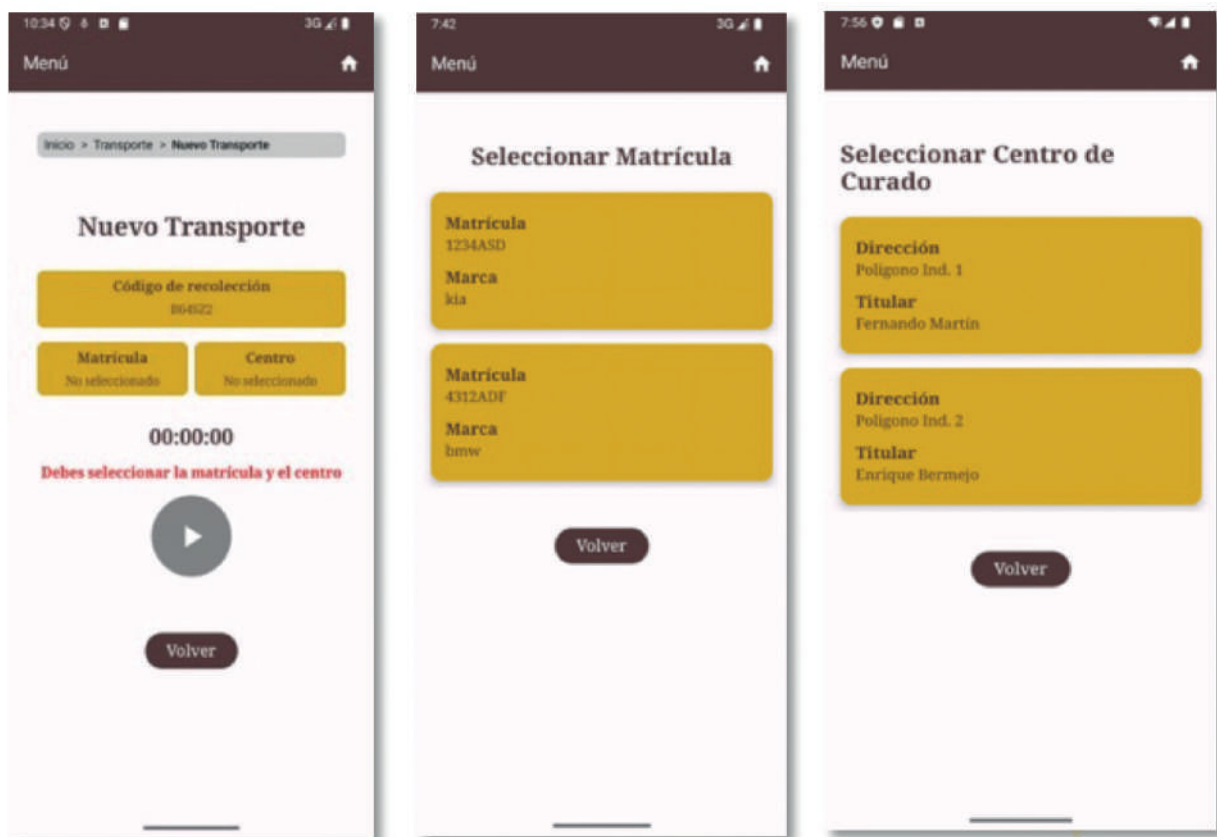 10:34
3G
Menú
Inicio > Transporte > Nuevo Transporte
Nuevo Transporte
Código de recolección
Matrícula
No seleccionado
Centro
No seleccionado
00:00:00
Debes seleccionar la matrícula y el centro
Volver
7:42
3G
Menú
Seleccionar Matrícula
Matrícula
1234ASD
Marca
kia
Matrícula
4312ADF
Marca
bmw
Volver
7:56
Menú
Seleccionar Centro de
Curado
Dirección
Poligono Ind. 1
Titular
Fernando Martín
Dirección
Poligono Ind. 2
Titular
Enrique Bermejo
Volver